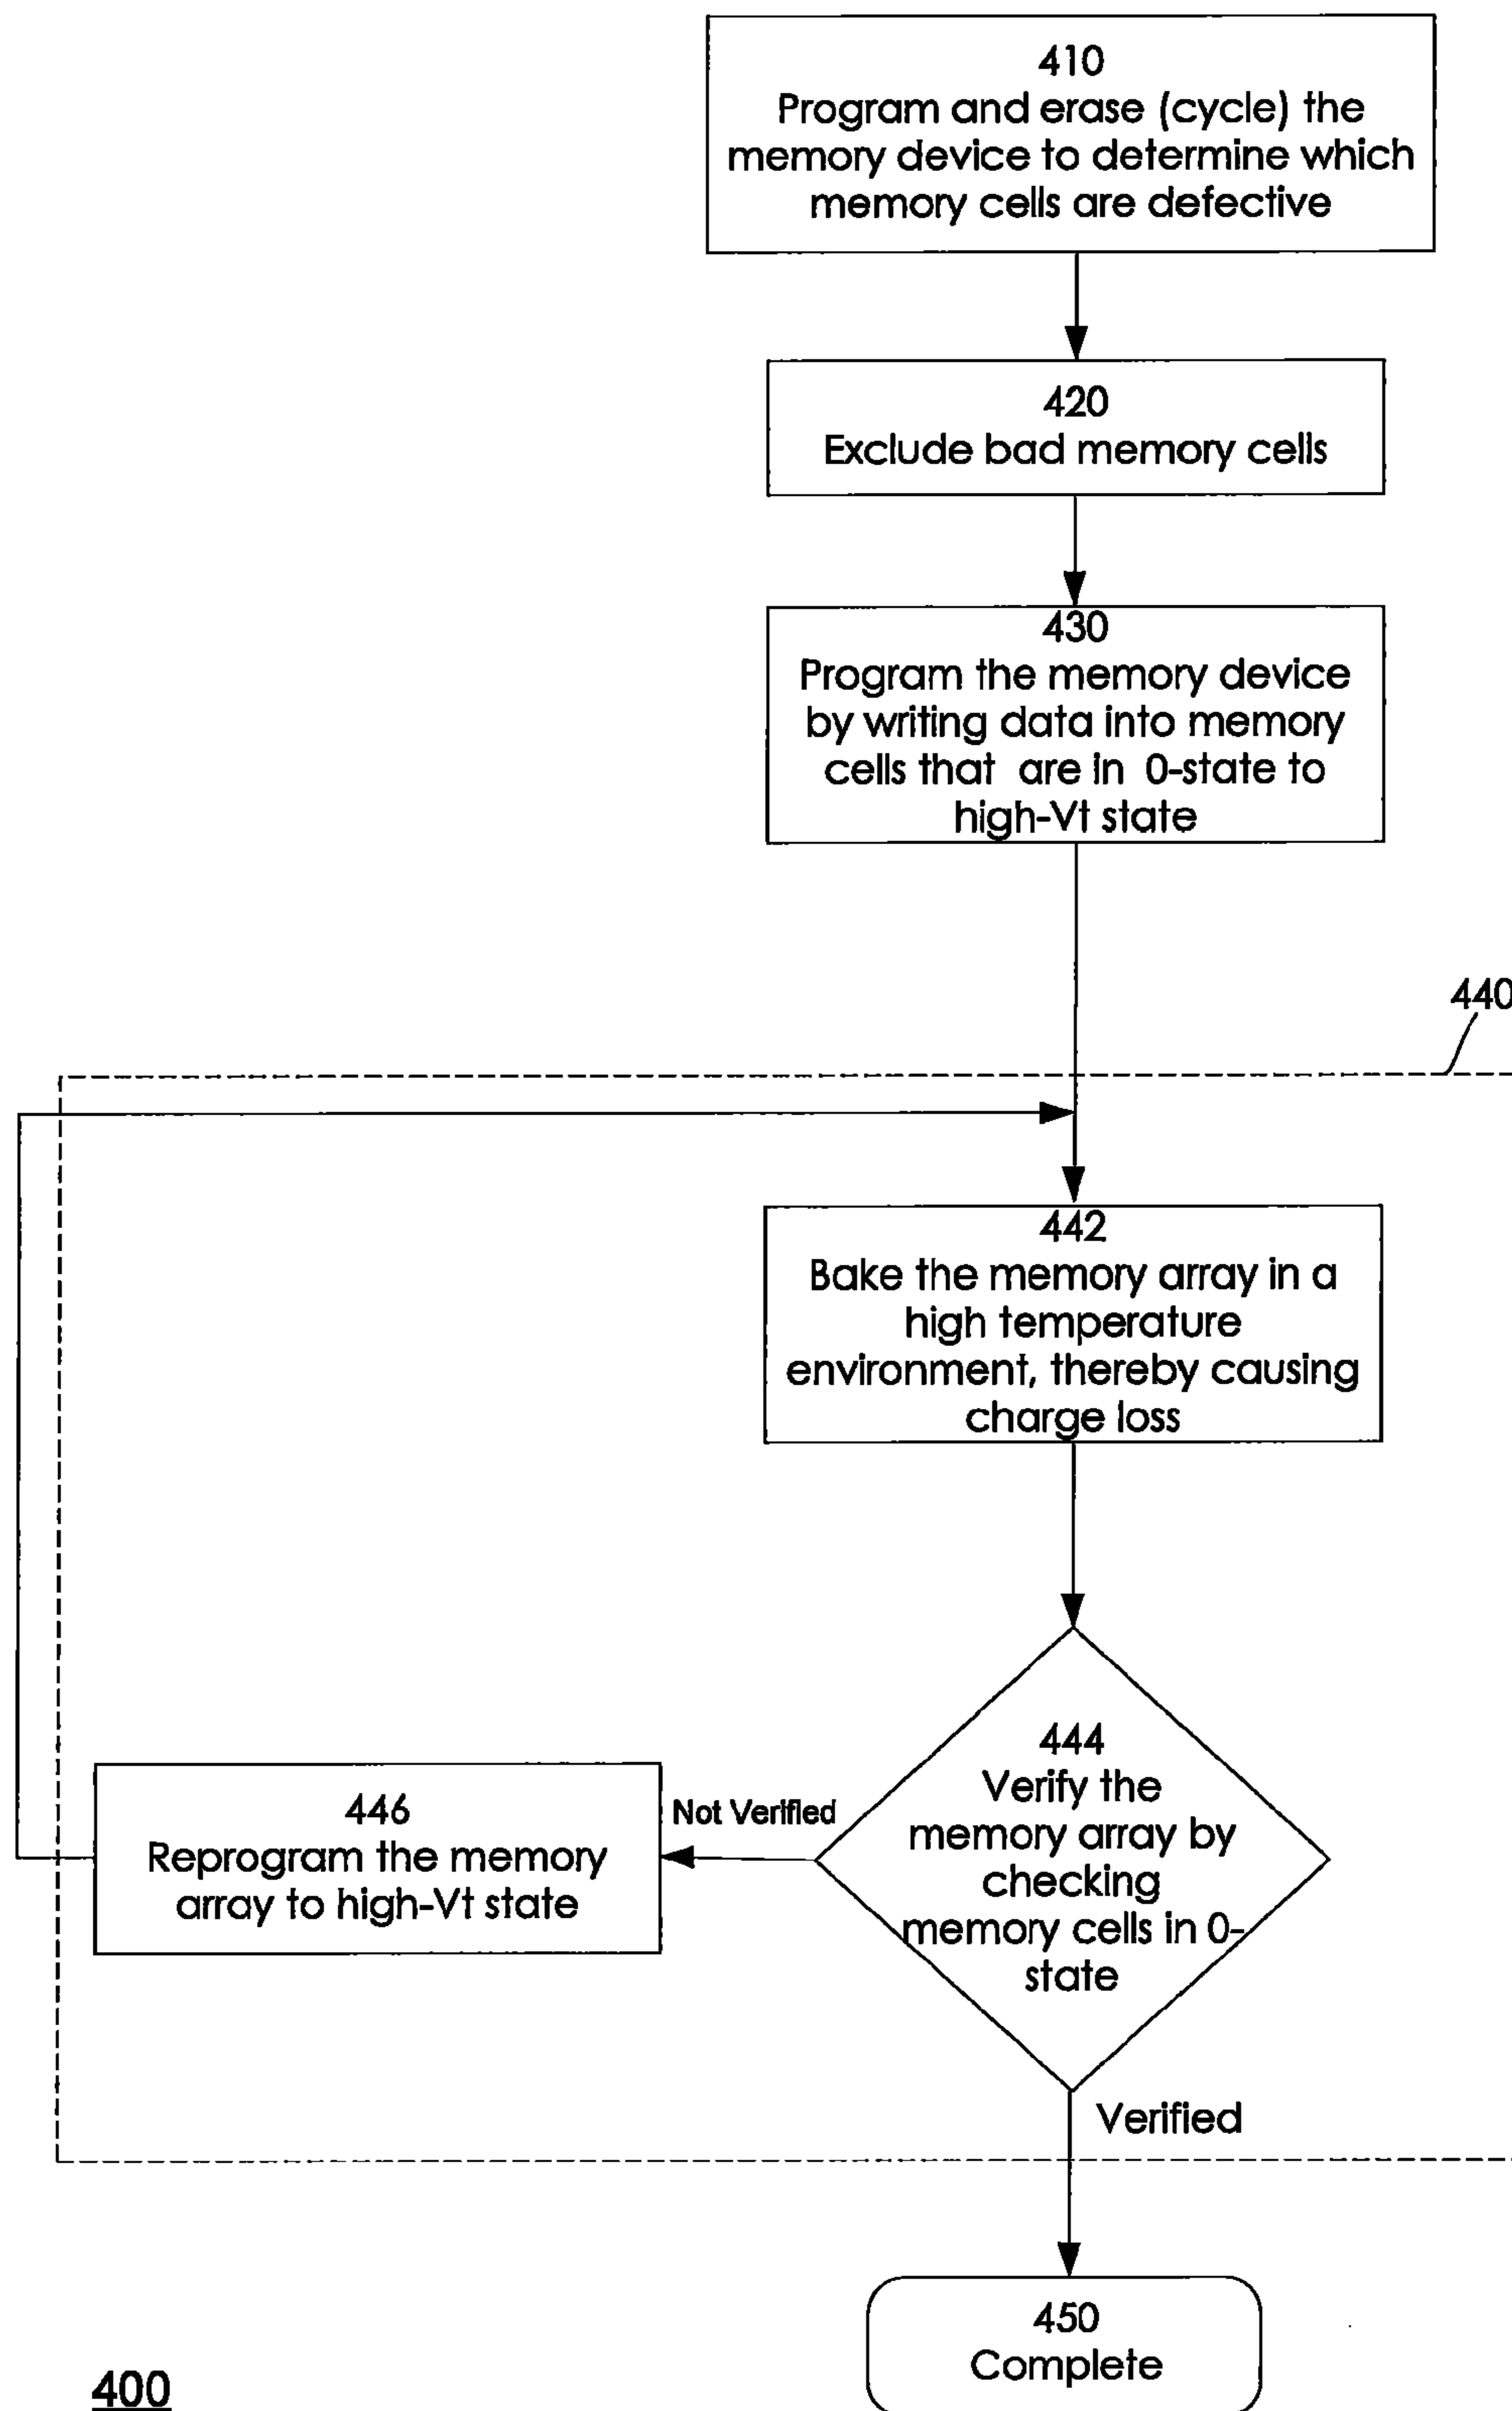 410
Program and erase (cycle) the
memory device to determine which
memory cells are defective
420
Exclude bad memory cells
430
Program the memory device
by writing data into memory
cells that are in 0-state to
high-Vt state
440
442
Bake the memory array in a
high temperature
environment, thereby causing
charge loss
444
Verify the
memory array by
checking
memory cells in 0-
state
Not Verified
446
Reprogram the memory
array to high-Vt state
Verified
450
Complete
400